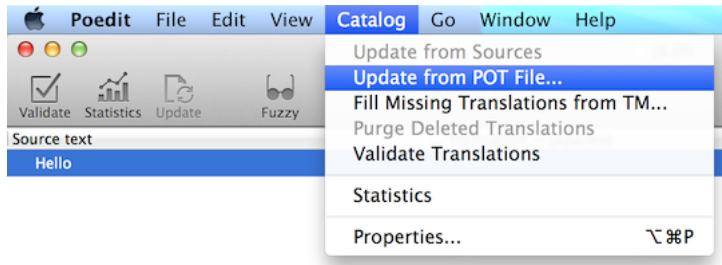 Poedit File Edit View Catalog Go Window Help
Update from Sources
Update from POT File...
Fill Missing Translations from TM...
Purge Deleted Translations
Validate Translations
Statistics
Properties... ⌥⌘P
Validate Statistics Update Fuzzy
Source text
Hello